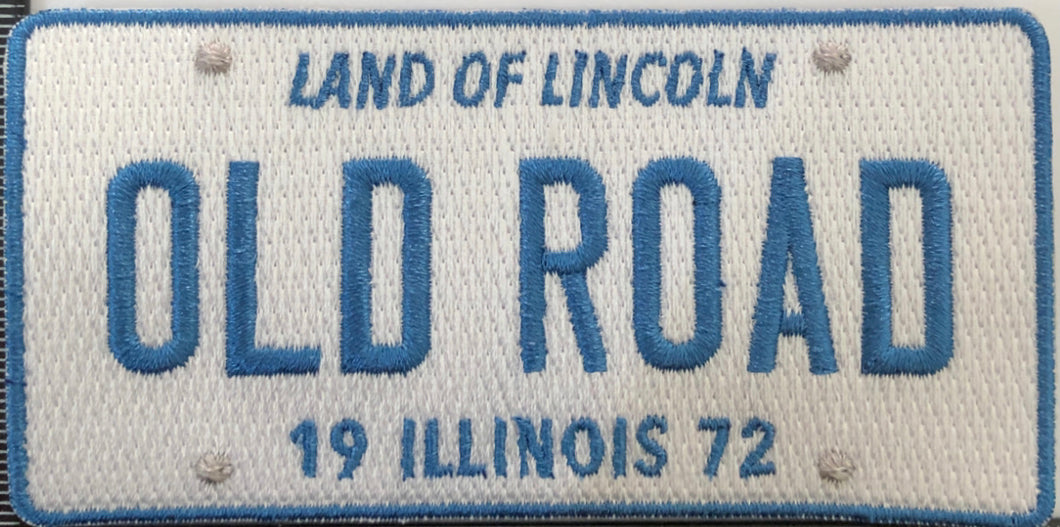 LAND OF LINCOLN
OLD ROAD
19 ILLINOIS 72